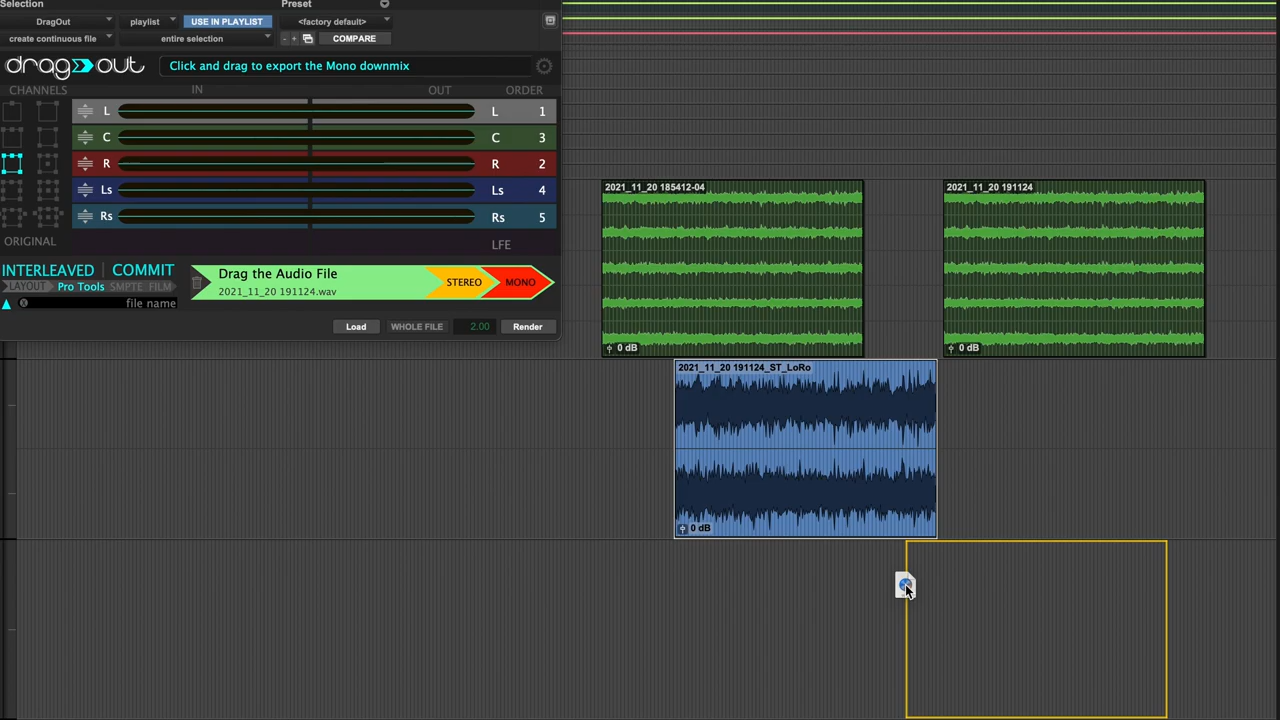 Selection
Preset
DragOut
playlist
USE IN PLAYLIST
<factory default>
create continuous file
entire selection
- +
COMPARE
drag out
Click and drag to export the Mono downmix
CHANNELS
IN
OUT
ORDER
L
L
1
C
C
3
R
R
2
Ls
Ls
4
Rs
Rs
5
ORIGINAL
LFE
INTERLEAVED
COMMIT
LAYOUT
Pro Tools
SMPTE
FILM
Drag the Audio File
2021_11_20 191124.wav
STEREO
MONO
file name
Load
WHOLE FILE
2.00
Render
2021_11_20 185412-04
0 dB
2021_11_20 191124
0 dB
2021_11_20 191124_ST_LoRo
0 dB